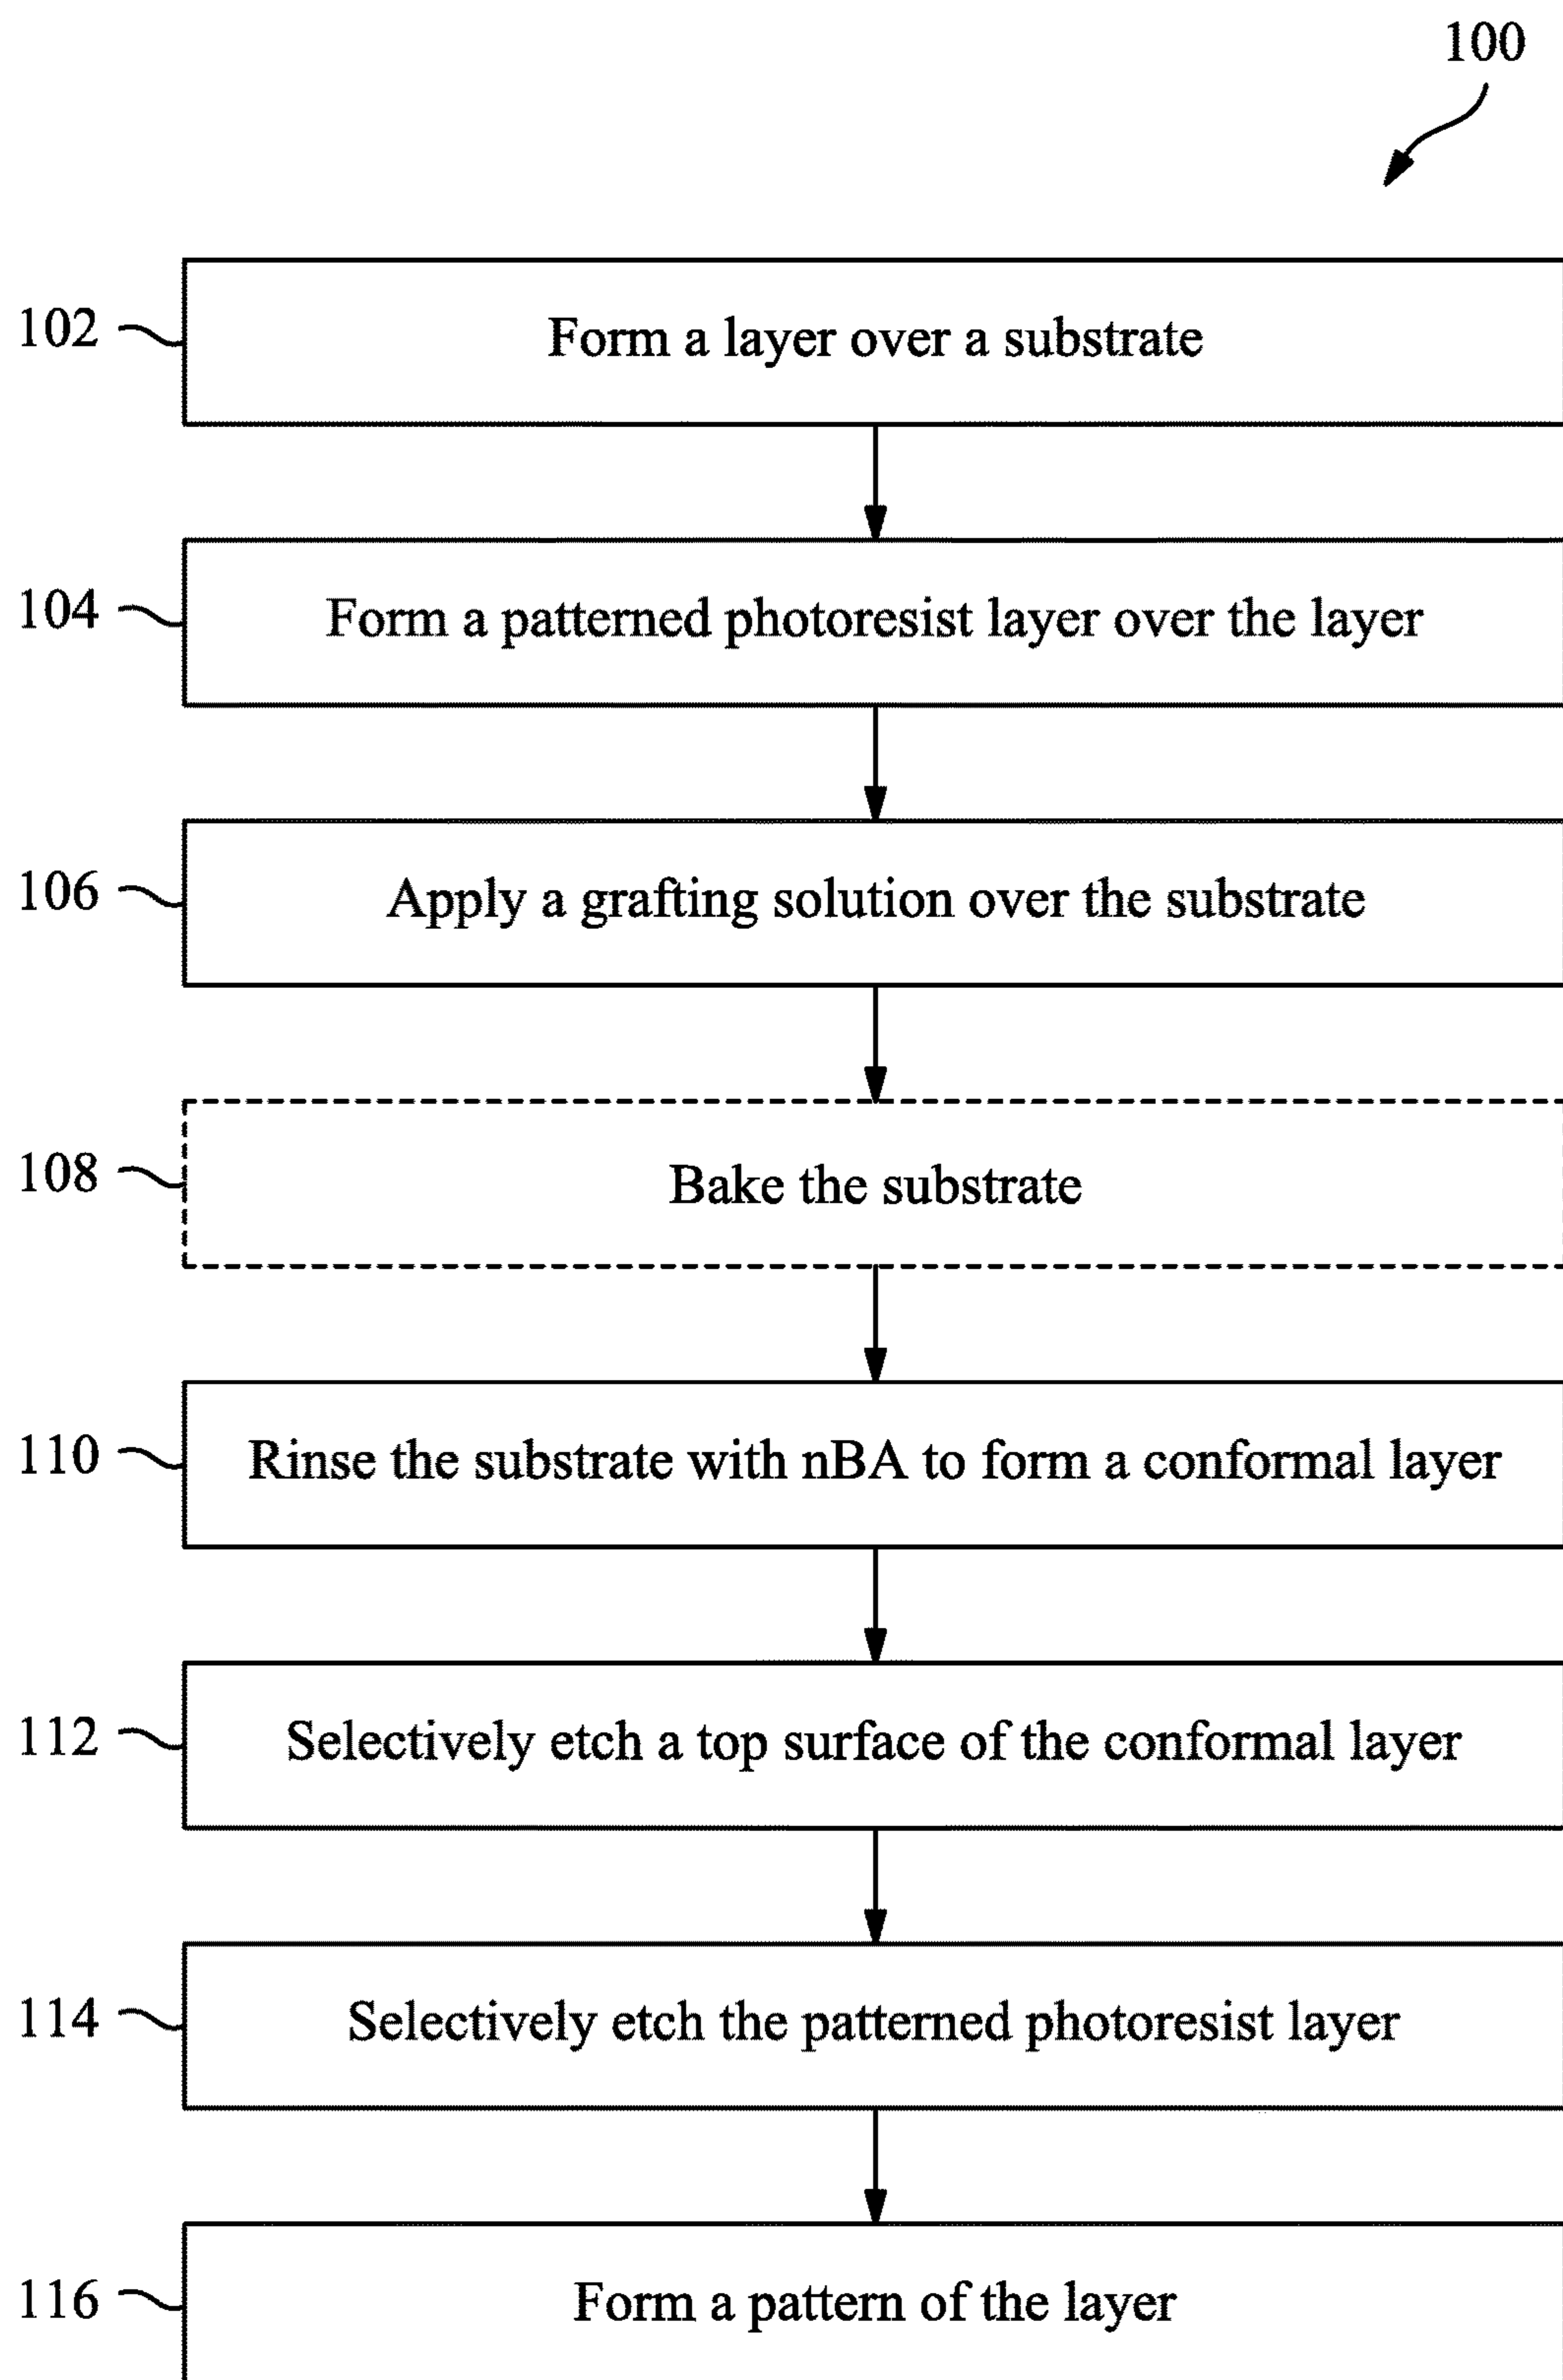 100
102 Form a layer over a substrate
104 Form a patterned photoresist layer over the layer
106 Apply a grafting solution over the substrate
108 Bake the substrate
110 Rinse the substrate with nBA to form a conformal layer
112 Selectively etch a top surface of the conformal layer
114 Selectively etch the patterned photoresist layer
116 Form a pattern of the layer